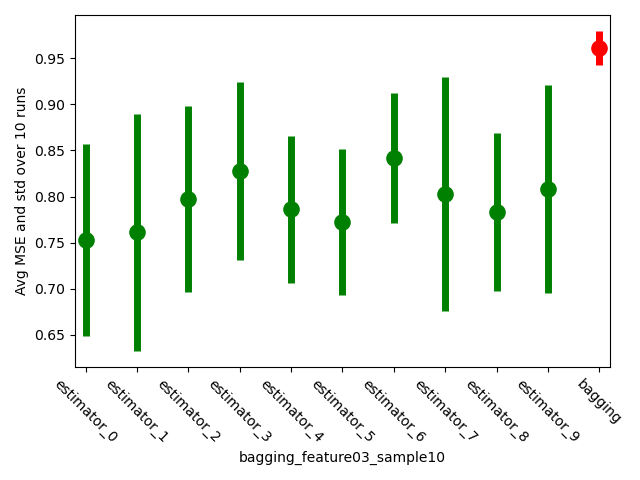 0.95
0.90
0.85
0.80
0.75
0.70
0.65
Avg MSE and std over 10 runs
estimator_0
estimator_1
estimator_2
estimator_3
estimator_4
estimator_5
estimator_6
estimator_7
estimator_8
estimator_9
bagging
bagging_feature03_sample10